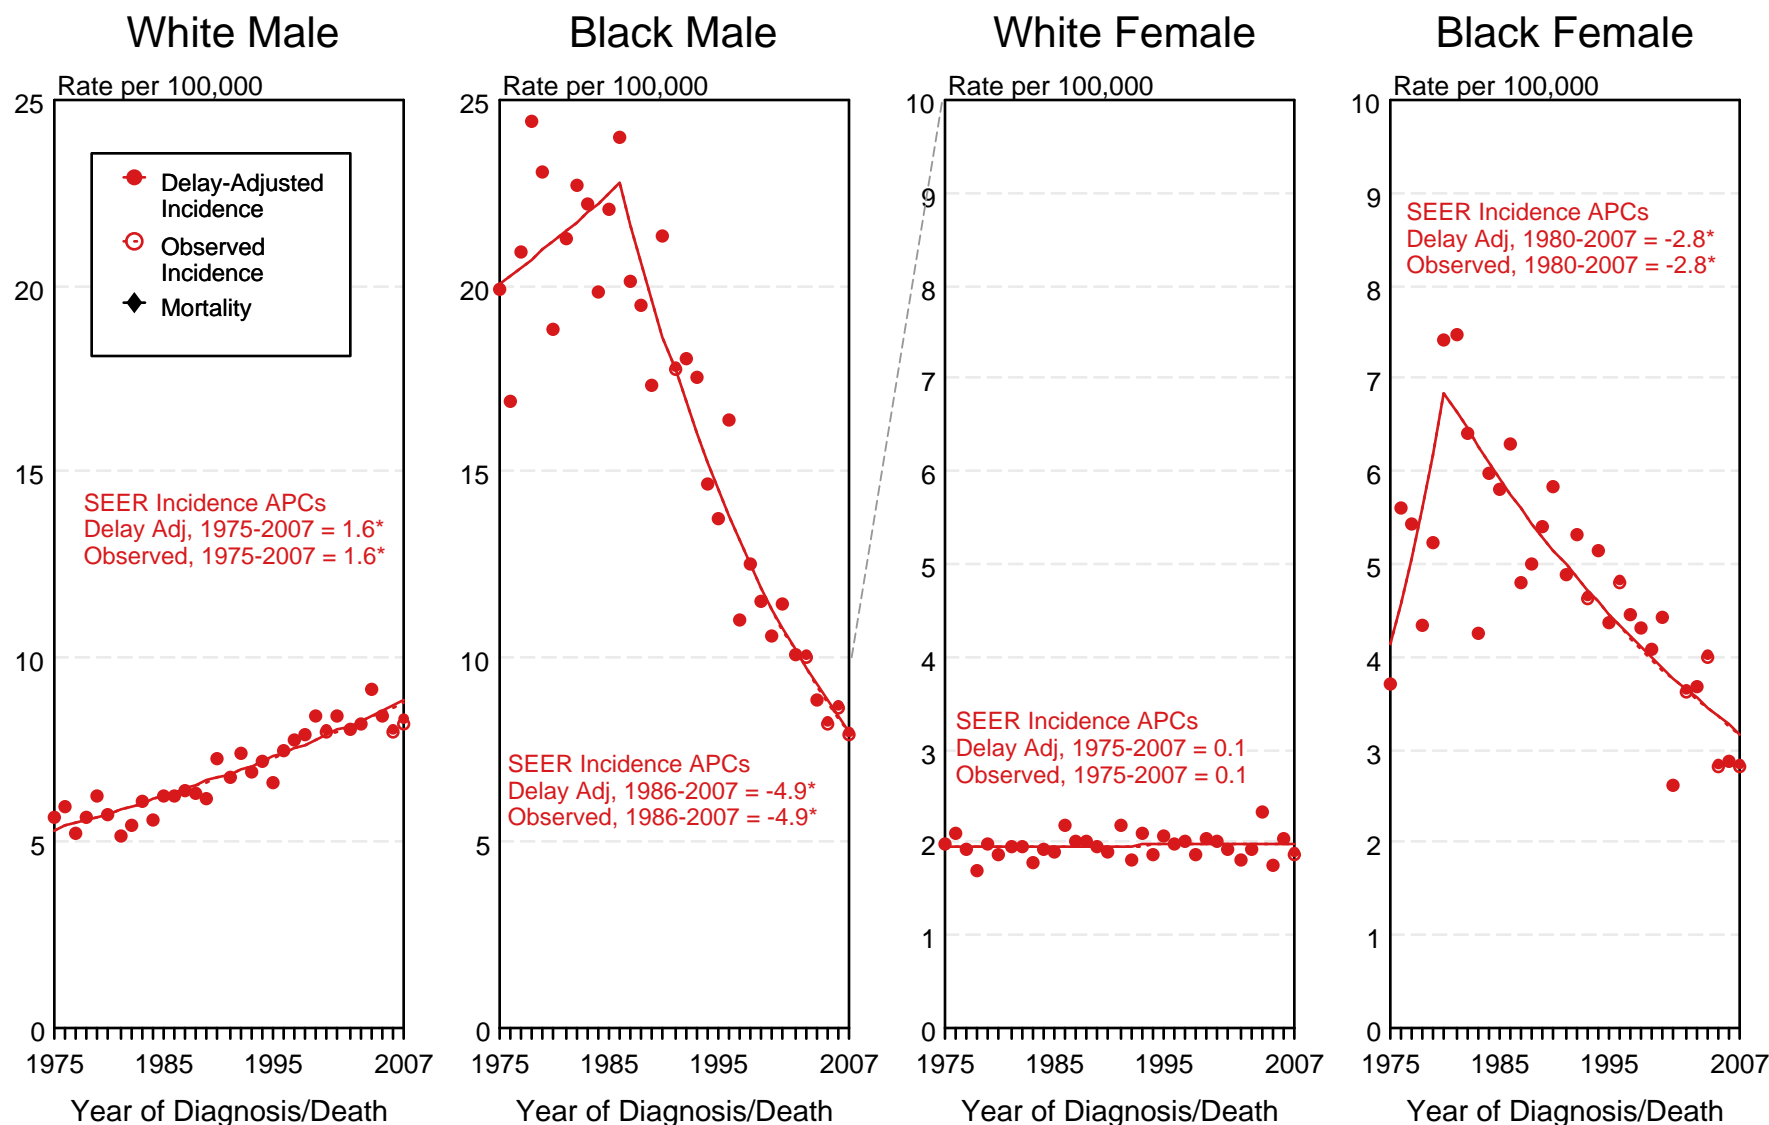 White Male
Black Male
White Female
Black Female
Rate per 100,000
25
20
15
10
5
0
Delay-Adjusted
Incidence
Observed
Incidence
Mortality
SEER Incidence APCs
Delay Adj, 1975-2007 = 1.6*
Observed, 1975-2007 = 1.6*
1975
1985
1995
2007
Year of Diagnosis/Death
Rate per 100,000
25
20
15
10
5
0
SEER Incidence APCs
Delay Adj, 1986-2007 = -4.9*
Observed, 1986-2007 = -4.9*
1975
1985
1995
2007
Year of Diagnosis/Death
Rate per 100,000
10
9
8
7
6
5
4
3
2
1
0
SEER Incidence APCs
Delay Adj, 1975-2007 = 0.1
Observed, 1975-2007 = 0.1
1975
1985
1995
2007
Year of Diagnosis/Death
Rate per 100,000
10
9
8
7
6
5
4
3
2
1
0
SEER Incidence APCs
Delay Adj, 1980-2007 = -2.8*
Observed, 1980-2007 = -2.8*
1975
1985
1995
2007
Year of Diagnosis/Death